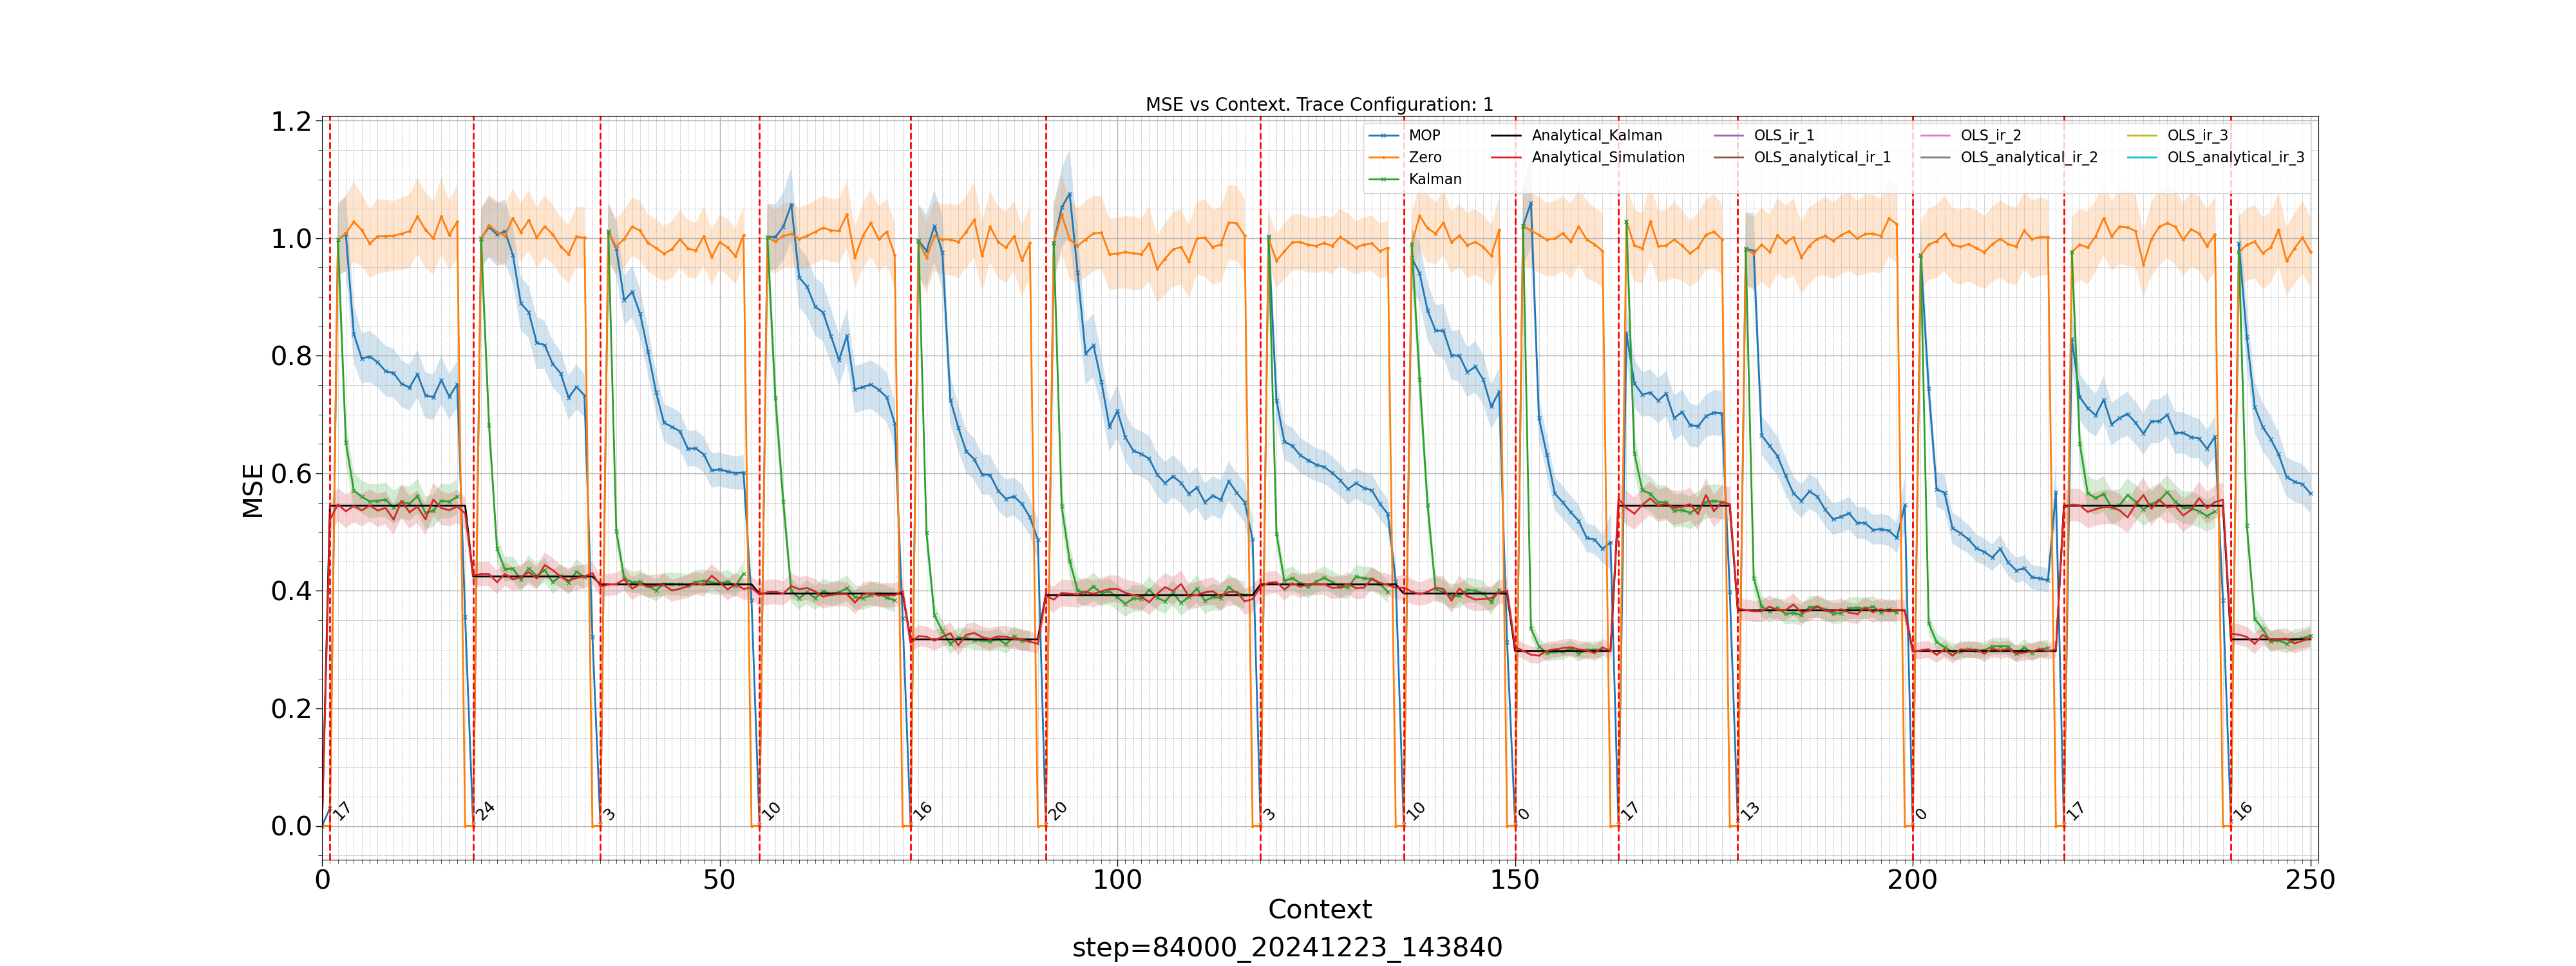 MSE vs Context. Trace Configuration: 1
MOP
Zero
Kalman
Analytical_Kalman
Analytical_Simulation
OLS_ir_1
OLS_analytical_ir_1
OLS_ir_2
OLS_analytical_ir_2
OLS_ir_3
OLS_analytical_ir_3
MSE
1.2
1.0
0.8
0.6
0.4
0.2
0.0
17
24
3
10
16
20
3
10
0
17
13
0
17
16
0
50
100
150
200
250
Context
step=84000_20241223_143840